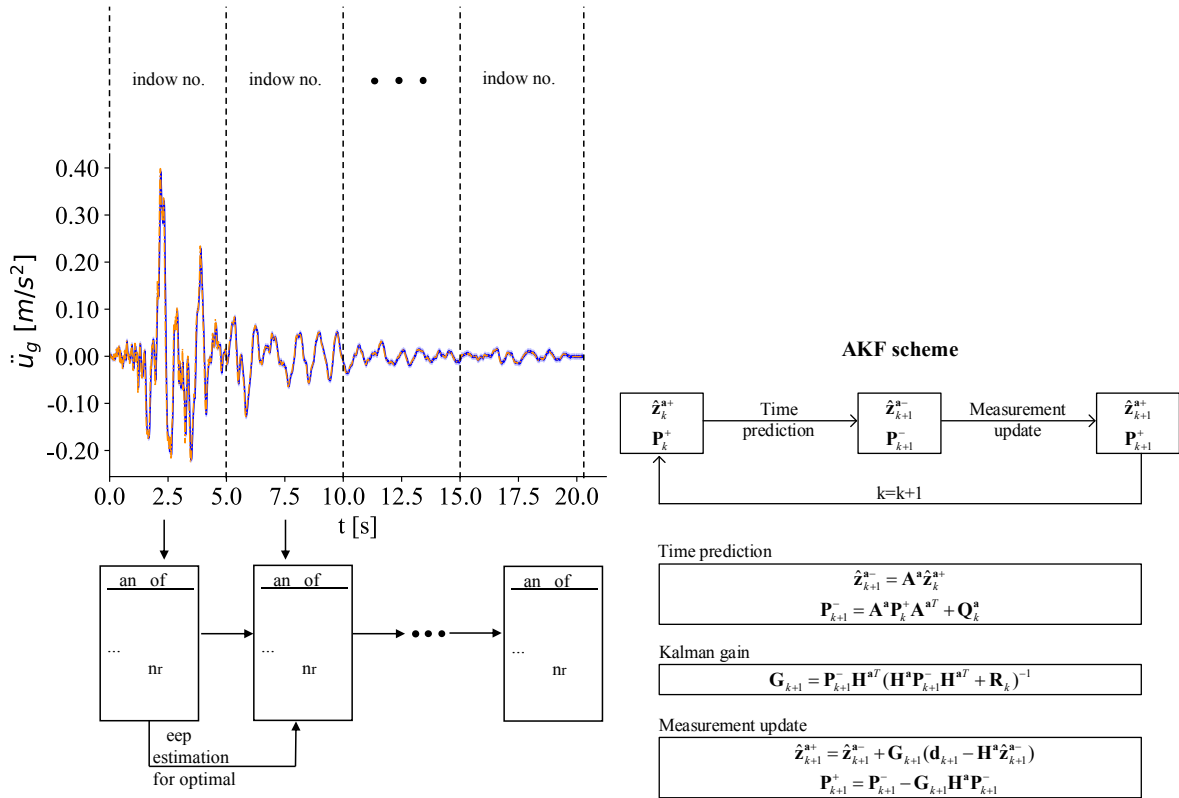 indow no.
indow no.
• • •
indow no.
0.40
0.30
0.20
0.10
0.00
-0.10
-0.20
ü_g [m/s²]
0.0 2.5 5.0 7.5 10.0 12.5 15.0 17.5 20.0
t [s]
an of
...
nr
an of
...
nr
•••
an of
...
nr
eep
estimation
for optimal
AKF scheme
ẑ_k^{a+}
P_k^+
Time
prediction
ẑ_{k+1}^{a-}
P_{k+1}^-
Measurement
update
ẑ_{k+1}^{a+}
P_{k+1}^+
k=k+1
Time prediction
ẑ_{k+1}^{a-} = A^a ẑ_k^{a+}
P_{k+1}^- = A^a P_k^+ A^{aT} + Q_k^a
Kalman gain
G_{k+1} = P_{k+1}^- H^{aT} (H^a P_{k+1}^- H^{aT} + R_k)^{-1}
Measurement update
ẑ_{k+1}^{a+} = ẑ_{k+1}^{a-} + G_{k+1} (d_{k+1} - H^a ẑ_{k+1}^{a-})
P_{k+1}^+ = P_{k+1}^- - G_{k+1} H^a P_{k+1}^-